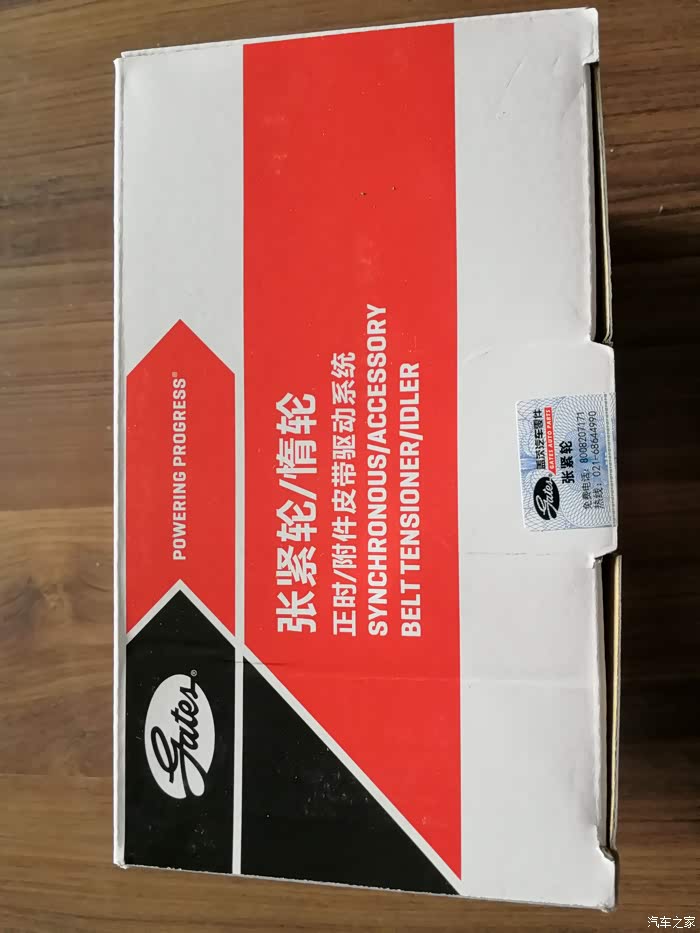 Gates®
POWERING PROGRESS®
张紧轮/惰轮
正时/附件皮带驱动系统
SYNCHRONOUS/ACCESSORY
BELT TENSIONER/IDLER
Gates
盖茨汽车零件
GATES AUTO PARTS
张紧轮
免费电话: 8008207171
热线: 021-68644990
汽车之家